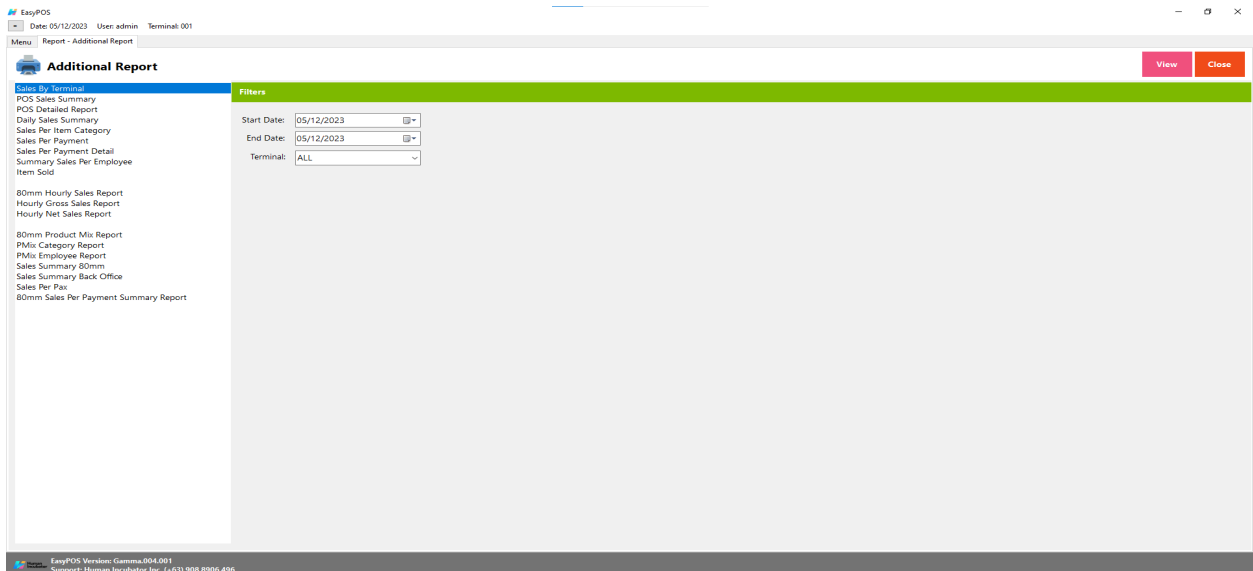 EasyPOS
Date: 05/12/2023 User: admin Terminal: 001
Menu Report - Additional Report
Additional Report
View Close
Sales By Terminal
POS Sales Summary
POS Detailed Report
Daily Sales Summary
Sales Per Item Category
Sales Per Payment
Sales Per Payment Detail
Summary Sales Per Employee
Item Sold
80mm Hourly Sales Report
Hourly Gross Sales Report
Hourly Net Sales Report
80mm Product Mix Report
PMix Category Report
PMix Employee Report
Sales Summary 80mm
Sales Summary Back Office
Sales Per Pax
80mm Sales Per Payment Summary Report
Filters
Start Date: 05/12/2023
End Date: 05/12/2023
Terminal: ALL
Human Incubator
EasyPOS Version: Gamma.004.001
Support: Human Incubator Inc. (+63) 908 8906 496